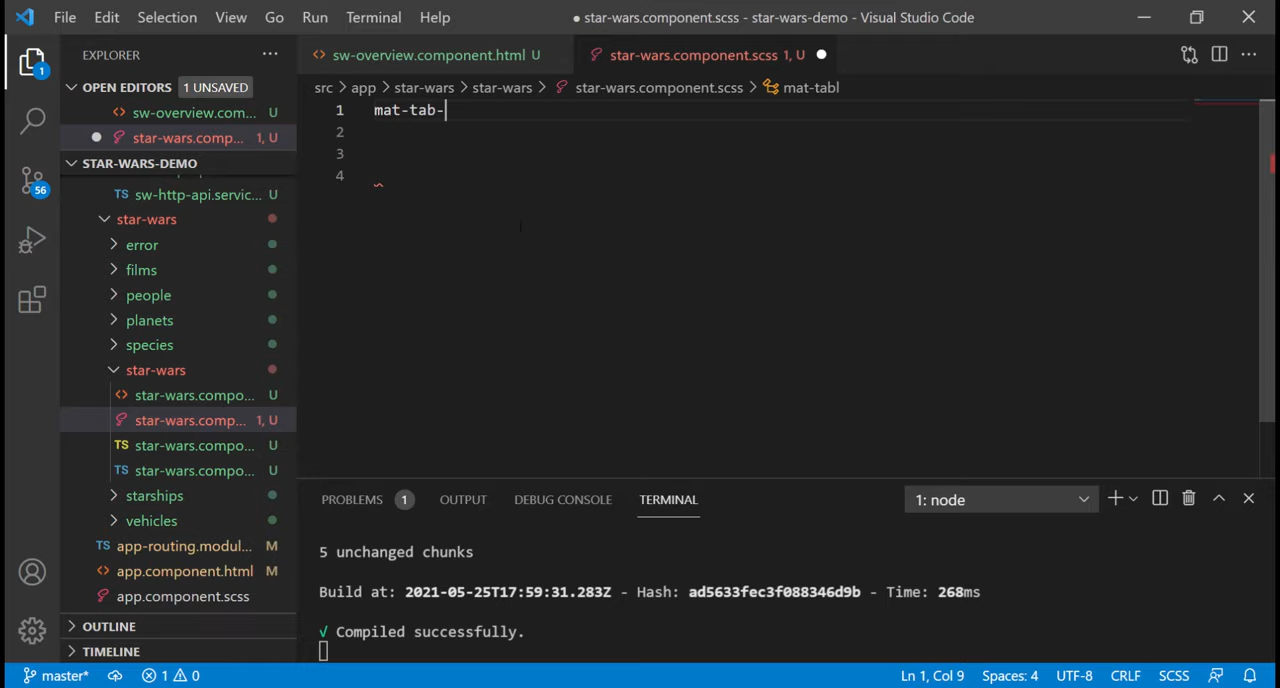 File Edit Selection View Go Run Terminal Help ● star-wars.component.scss - star-wars-demo - Visual Studio Code
EXPLORER ...
OPEN EDITORS 1 UNSAVED
sw-overview.com... U
star-wars.comp... 1, U
STAR-WARS-DEMO
TS sw-http-api.servic... U
star-wars
error
films
people
planets
species
star-wars
star-wars.compo... U
star-wars.comp... 1, U
TS star-wars.compo... U
TS star-wars.compo... U
starships
vehicles
TS app-routing.modul... M
app.component.html M
app.component.scss
OUTLINE
TIMELINE
1
56
sw-overview.component.html U
star-wars.component.scss 1, U
src > app > star-wars > star-wars > star-wars.component.scss > mat-tabl
1 mat-tab-
2
3
4
PROBLEMS 1 OUTPUT DEBUG CONSOLE TERMINAL 1: node
5 unchanged chunks
Build at: 2021-05-25T17:59:31.283Z - Hash: ad5633fec3f088346d9b - Time: 268ms
√ Compiled successfully.
master* 1 0 Ln 1, Col 9 Spaces: 4 UTF-8 CRLF SCSS